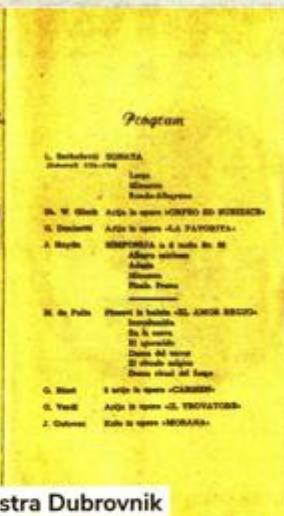 Program
SONATA
Largo
Minuetto
Rondo-Allegretto
Ch. W. Gluck Arija iz opere »ORFEO ED EURIDICE«
G. Donizetti Arija iz opere »LA FAVORITA«
J. Haydn SIMFONIJA u d molu Br.
Adagio
Minuetto
Finale. Presto
M. de Falla Plesovi iz baleta »EL AMOR BRUJO«
Introducción
En la cueva
El aparecido
Danza del terror
El círculo mágico
Danza ritual del fuego
G. Bizet 2 arije iz opere »CARMEN«
G. Verdi Arija iz opere »IL TROVATORE«
J. Gotovac Kolo iz opere »MORANA«
stra Dubrovnik